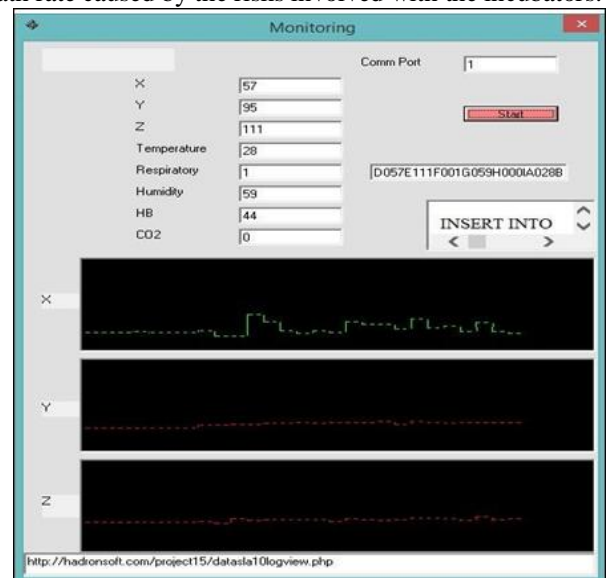 ath rate caused by the risks involved with the incubators.
Monitoring
Comm Port 1
X 57
Y 95
Z 111
Start
Temperature 28
Respiratory 1
D057E111F001G059H000IA028B
Humidity 59
HB 44
INSERT INTO
CO2 0
X
Y
Z
http://hadronsoft.com/project15/datasla10logview.php